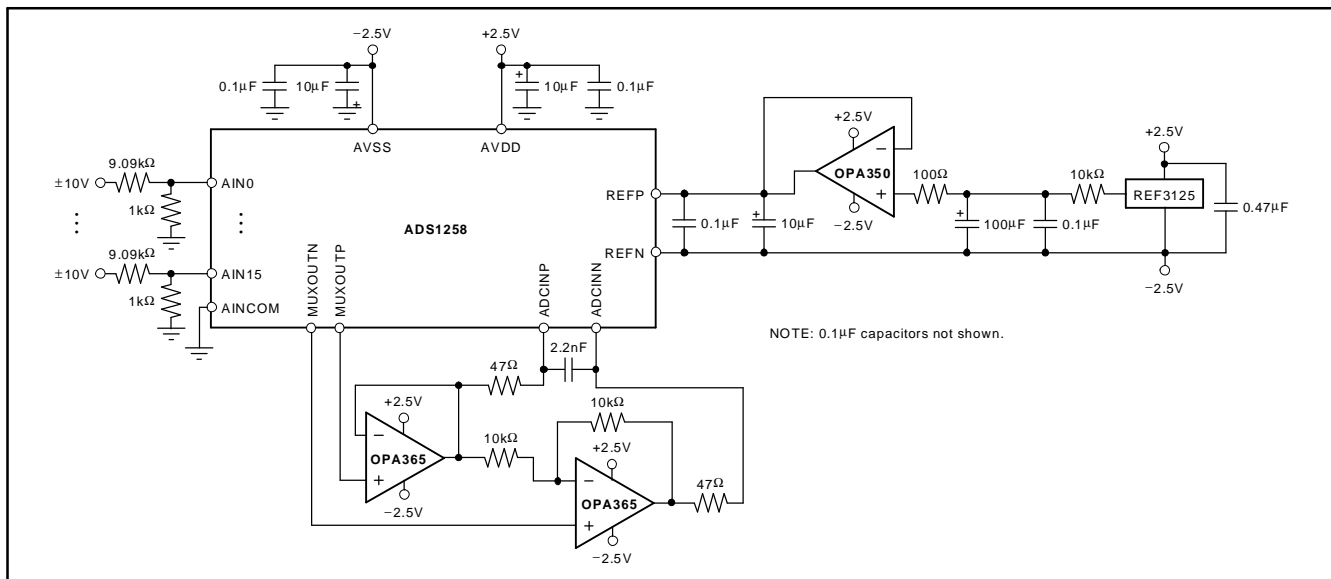 −2.5V
+2.5V
0.1μF
10μF
+
+
10μF
0.1μF
AVSS
AVDD
9.09kΩ
±10V
AIN0
1kΩ
9.09kΩ
±10V
AIN15
1kΩ
AINCOM
ADS1258
MUXOUTN
MUXOUTP
ADCINP
ADCINN
REFP
REFN
0.1μF
+
10μF
+2.5V
−
OPA350
+
−2.5V
100Ω
+
100μF
0.1μF
10kΩ
+2.5V
REF3125
0.47μF
−2.5V
NOTE: 0.1μF capacitors not shown.
2.2nF
47Ω
+2.5V
−
OPA365
+
−2.5V
10kΩ
10kΩ
+2.5V
−
OPA365
+
−2.5V
47Ω